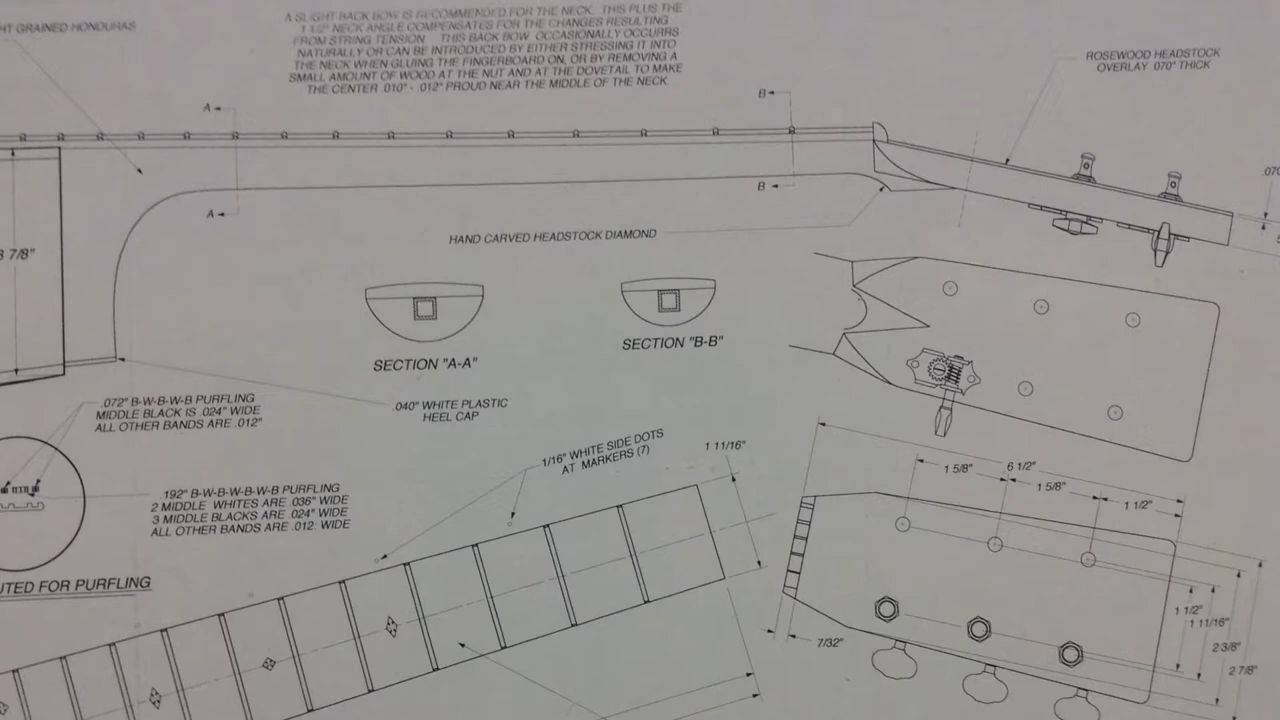 HT GRAINED HONDURAS
A SLIGHT BACK BOW IS RECOMMENDED FOR THE NECK. THIS PLUS THE
1 1/2° NECK ANGLE COMPENSATES FOR THE CHANGES RESULTING
FROM STRING TENSION. THIS BACK BOW OCCASIONALLY OCCURRS
NATURALLY OR CAN BE INTRODUCED BY EITHER STRESSING IT INTO
THE NECK WHEN GLUING THE FINGERBOARD ON, OR BY REMOVING A
SMALL AMOUNT OF WOOD AT THE NUT AND AT THE DOVETAIL TO MAKE
THE CENTER .010" - .012" PROUD NEAR THE MIDDLE OF THE NECK.
ROSEWOOD HEADSTOCK
OVERLAY .070" THICK
A
B
.070
A
B
HAND CARVED HEADSTOCK DIAMOND
3 7/8"
SECTION "A-A"
SECTION "B-B"
.072" B-W-B-W-B PURFLING
MIDDLE BLACK IS .024" WIDE
ALL OTHER BANDS ARE .012"
.040" WHITE PLASTIC
HEEL CAP
1/16" WHITE SIDE DOTS
AT MARKERS (7)
1 11/16"
1 5/8"
6 1/2"
1 5/8"
1 1/2"
.192" B-W-B-W-B-W-B PURFLING
2 MIDDLE WHITES ARE .036" WIDE
3 MIDDLE BLACKS ARE .024" WIDE
ALL OTHER BANDS ARE .012. WIDE
UTED FOR PURFLING
7/32"
1 1/2"
1 11/16"
2 3/8"
2 7/8"